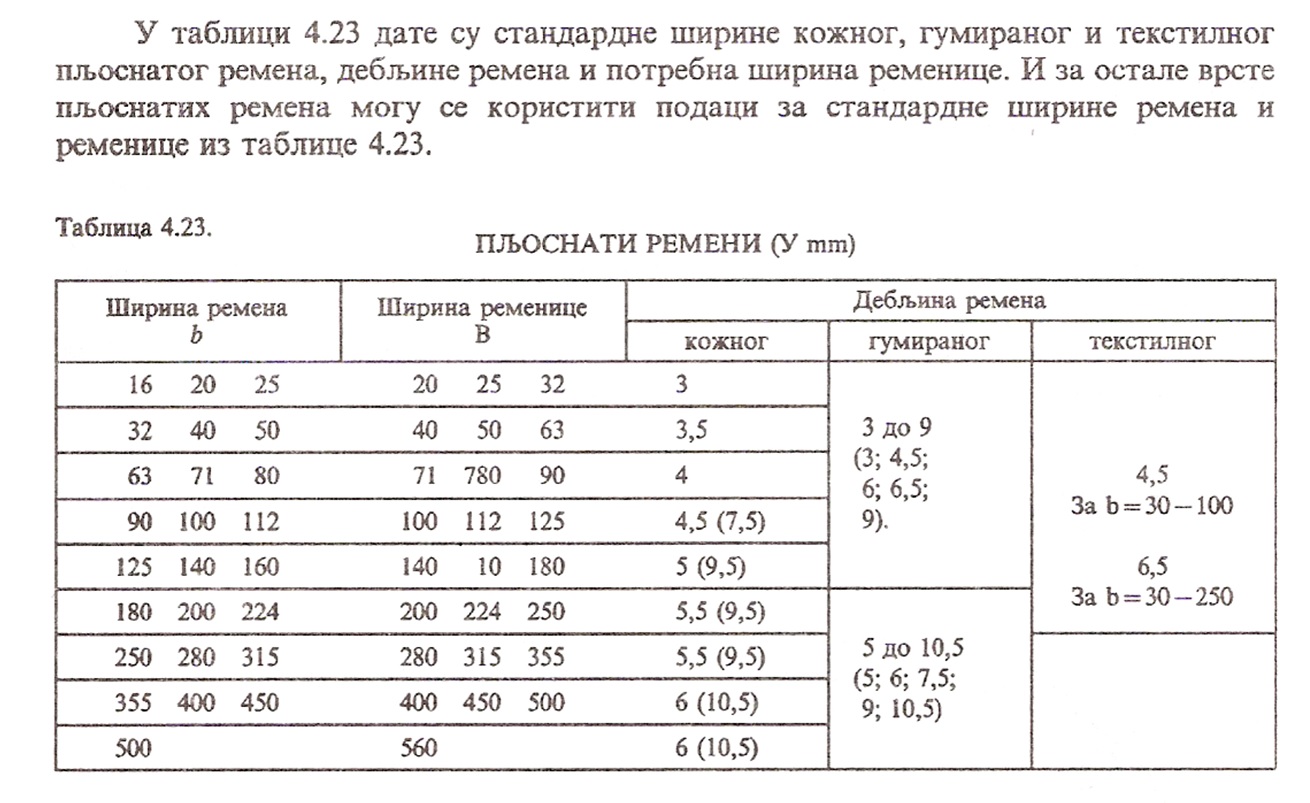 У таблици 4.23 дате су стандардне ширине кожног, гумираног и текстилног
пљоснатог ремена, дебљине ремена и потребна ширина ременице. И за остале врсте
пљоснатих ремена могу се користити подаци за стандардне ширине ремена и
ременице из таблице 4.23.
Таблица 4.23.
ПЉОСНАТИ РЕМЕНИ (У mm)
Ширина ремена b Ширина ременице B Дебљина ремена
кожног гумираног текстилног
16 20 25 20 25 32 3
32 40 50 40 50 63 3,5
63 71 80 71 780 90 4
90 100 112 100 112 125 4,5 (7,5)
125 140 160 140 10 180 5 (9,5)
180 200 224 200 224 250 5,5 (9,5)
250 280 315 280 315 355 5,5 (9,5)
355 400 450 400 450 500 6 (10,5)
500 560 6 (10,5)
3 до 9
(3; 4,5;
6; 6,5;
9).
5 до 10,5
(5; 6; 7,5;
9; 10,5)
4,5
За b=30—100
6,5
За b=30—250